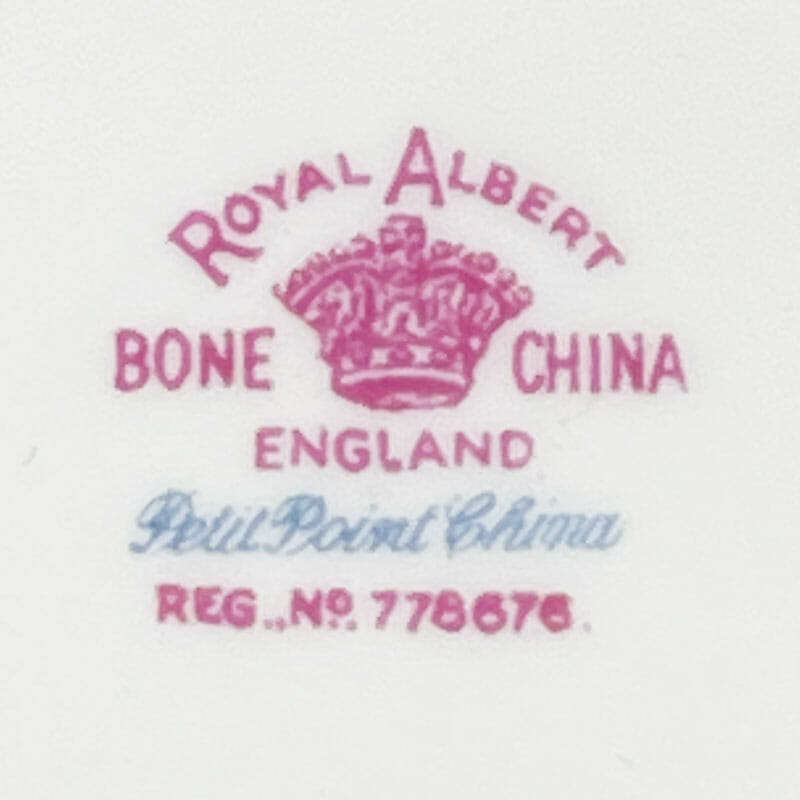 ROYAL ALBERT
BONE CHINA
ENGLAND
Petit Point China
REG., Nº. 778676.